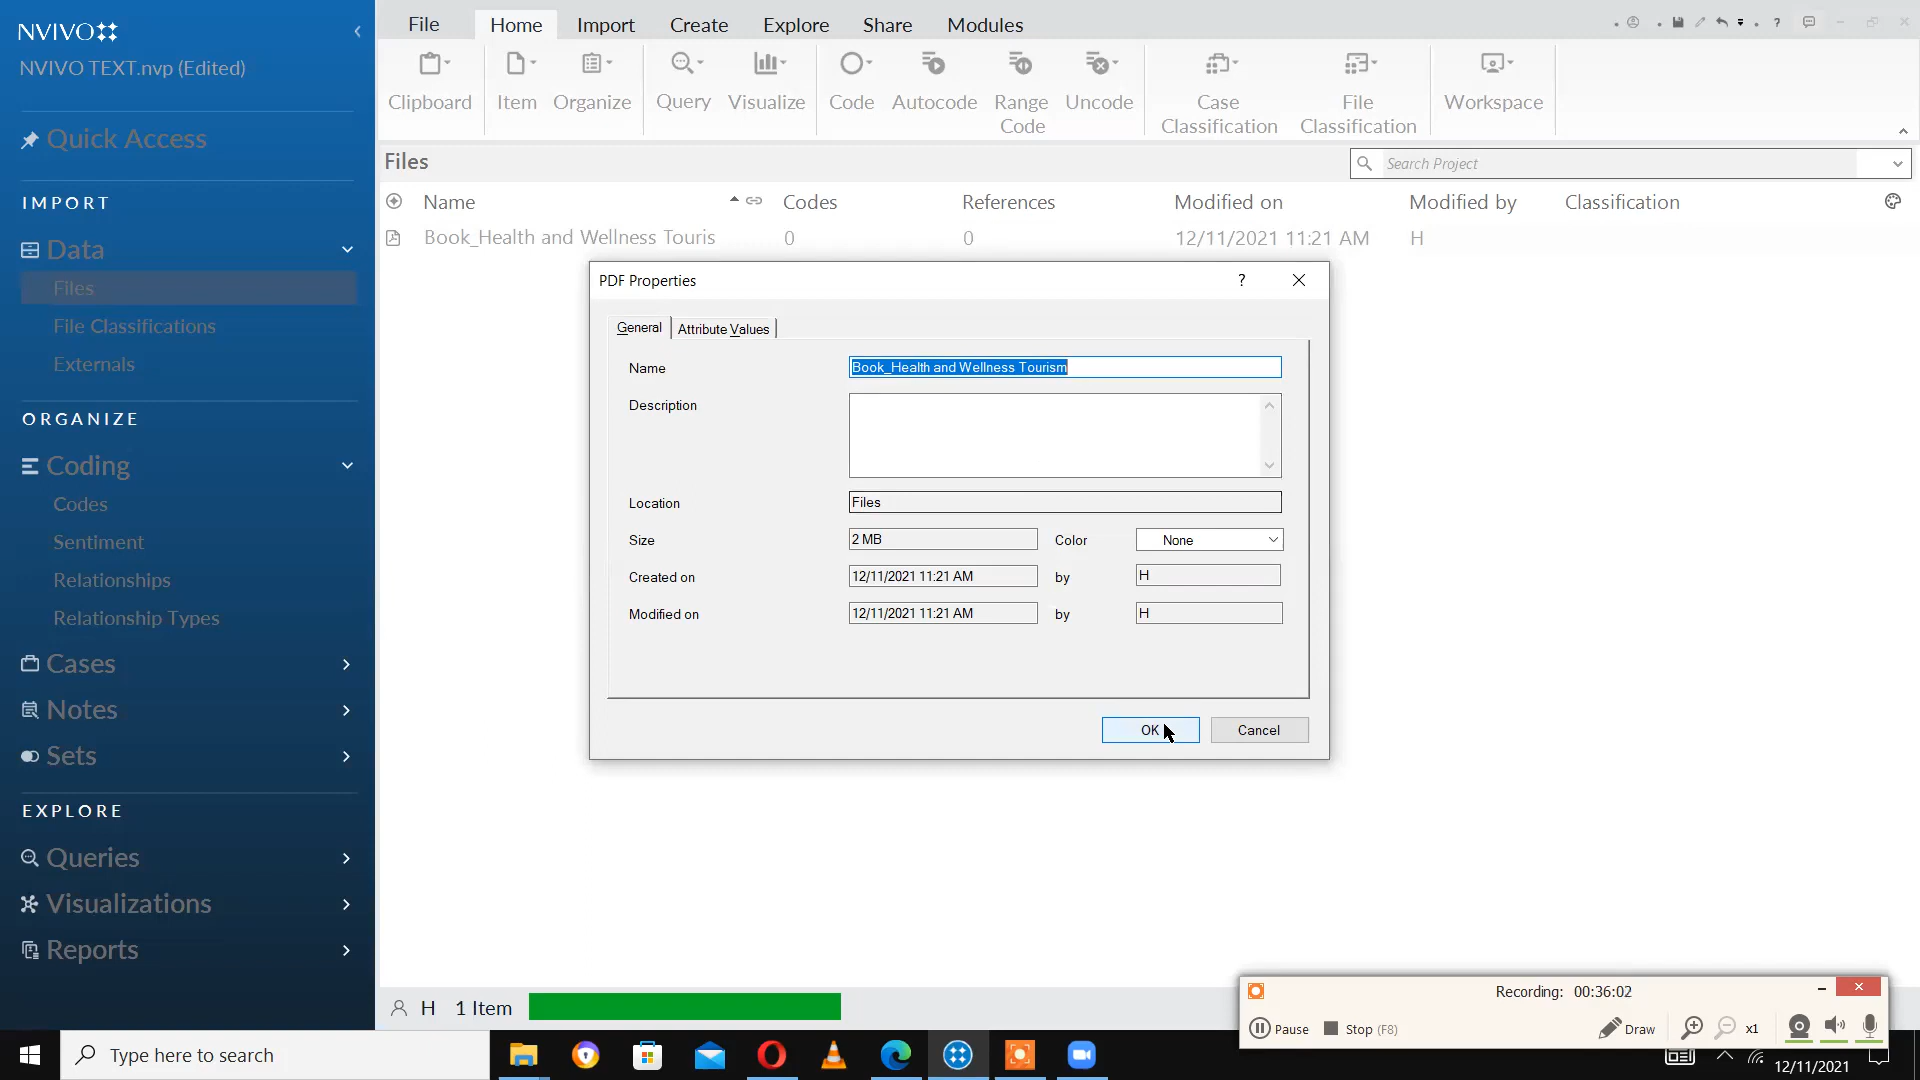 NVIVO
NVIVO TEXT.nvp (Edited)
Quick Access
IMPORT
Data
Files
File Classifications
Externals
ORGANIZE
Coding
Codes
Sentiment
Relationships
Relationship Types
Cases
Notes
Sets
EXPLORE
Queries
Visualizations
Reports
File Home Import Create Explore Share Modules
Clipboard Item Organize Query Visualize Code Autocode Range Code Uncode Case Classification File Classification Workspace
Files
Search Project
Name Codes References Modified on Modified by Classification
Book_Health and Wellness Touris 0 0 12/11/2021 11:21 AM H
PDF Properties ?
General Attribute Values
Name Book_Health and Wellness Tourism
Description
Location Files
Size 2 MB Color None
Created on 12/11/2021 11:21 AM by H
Modified on 12/11/2021 11:21 AM by H
OK Cancel
H 1 Item
Recording: 00:36:02
Pause Stop (F8) Draw x1
Type here to search
12/11/2021